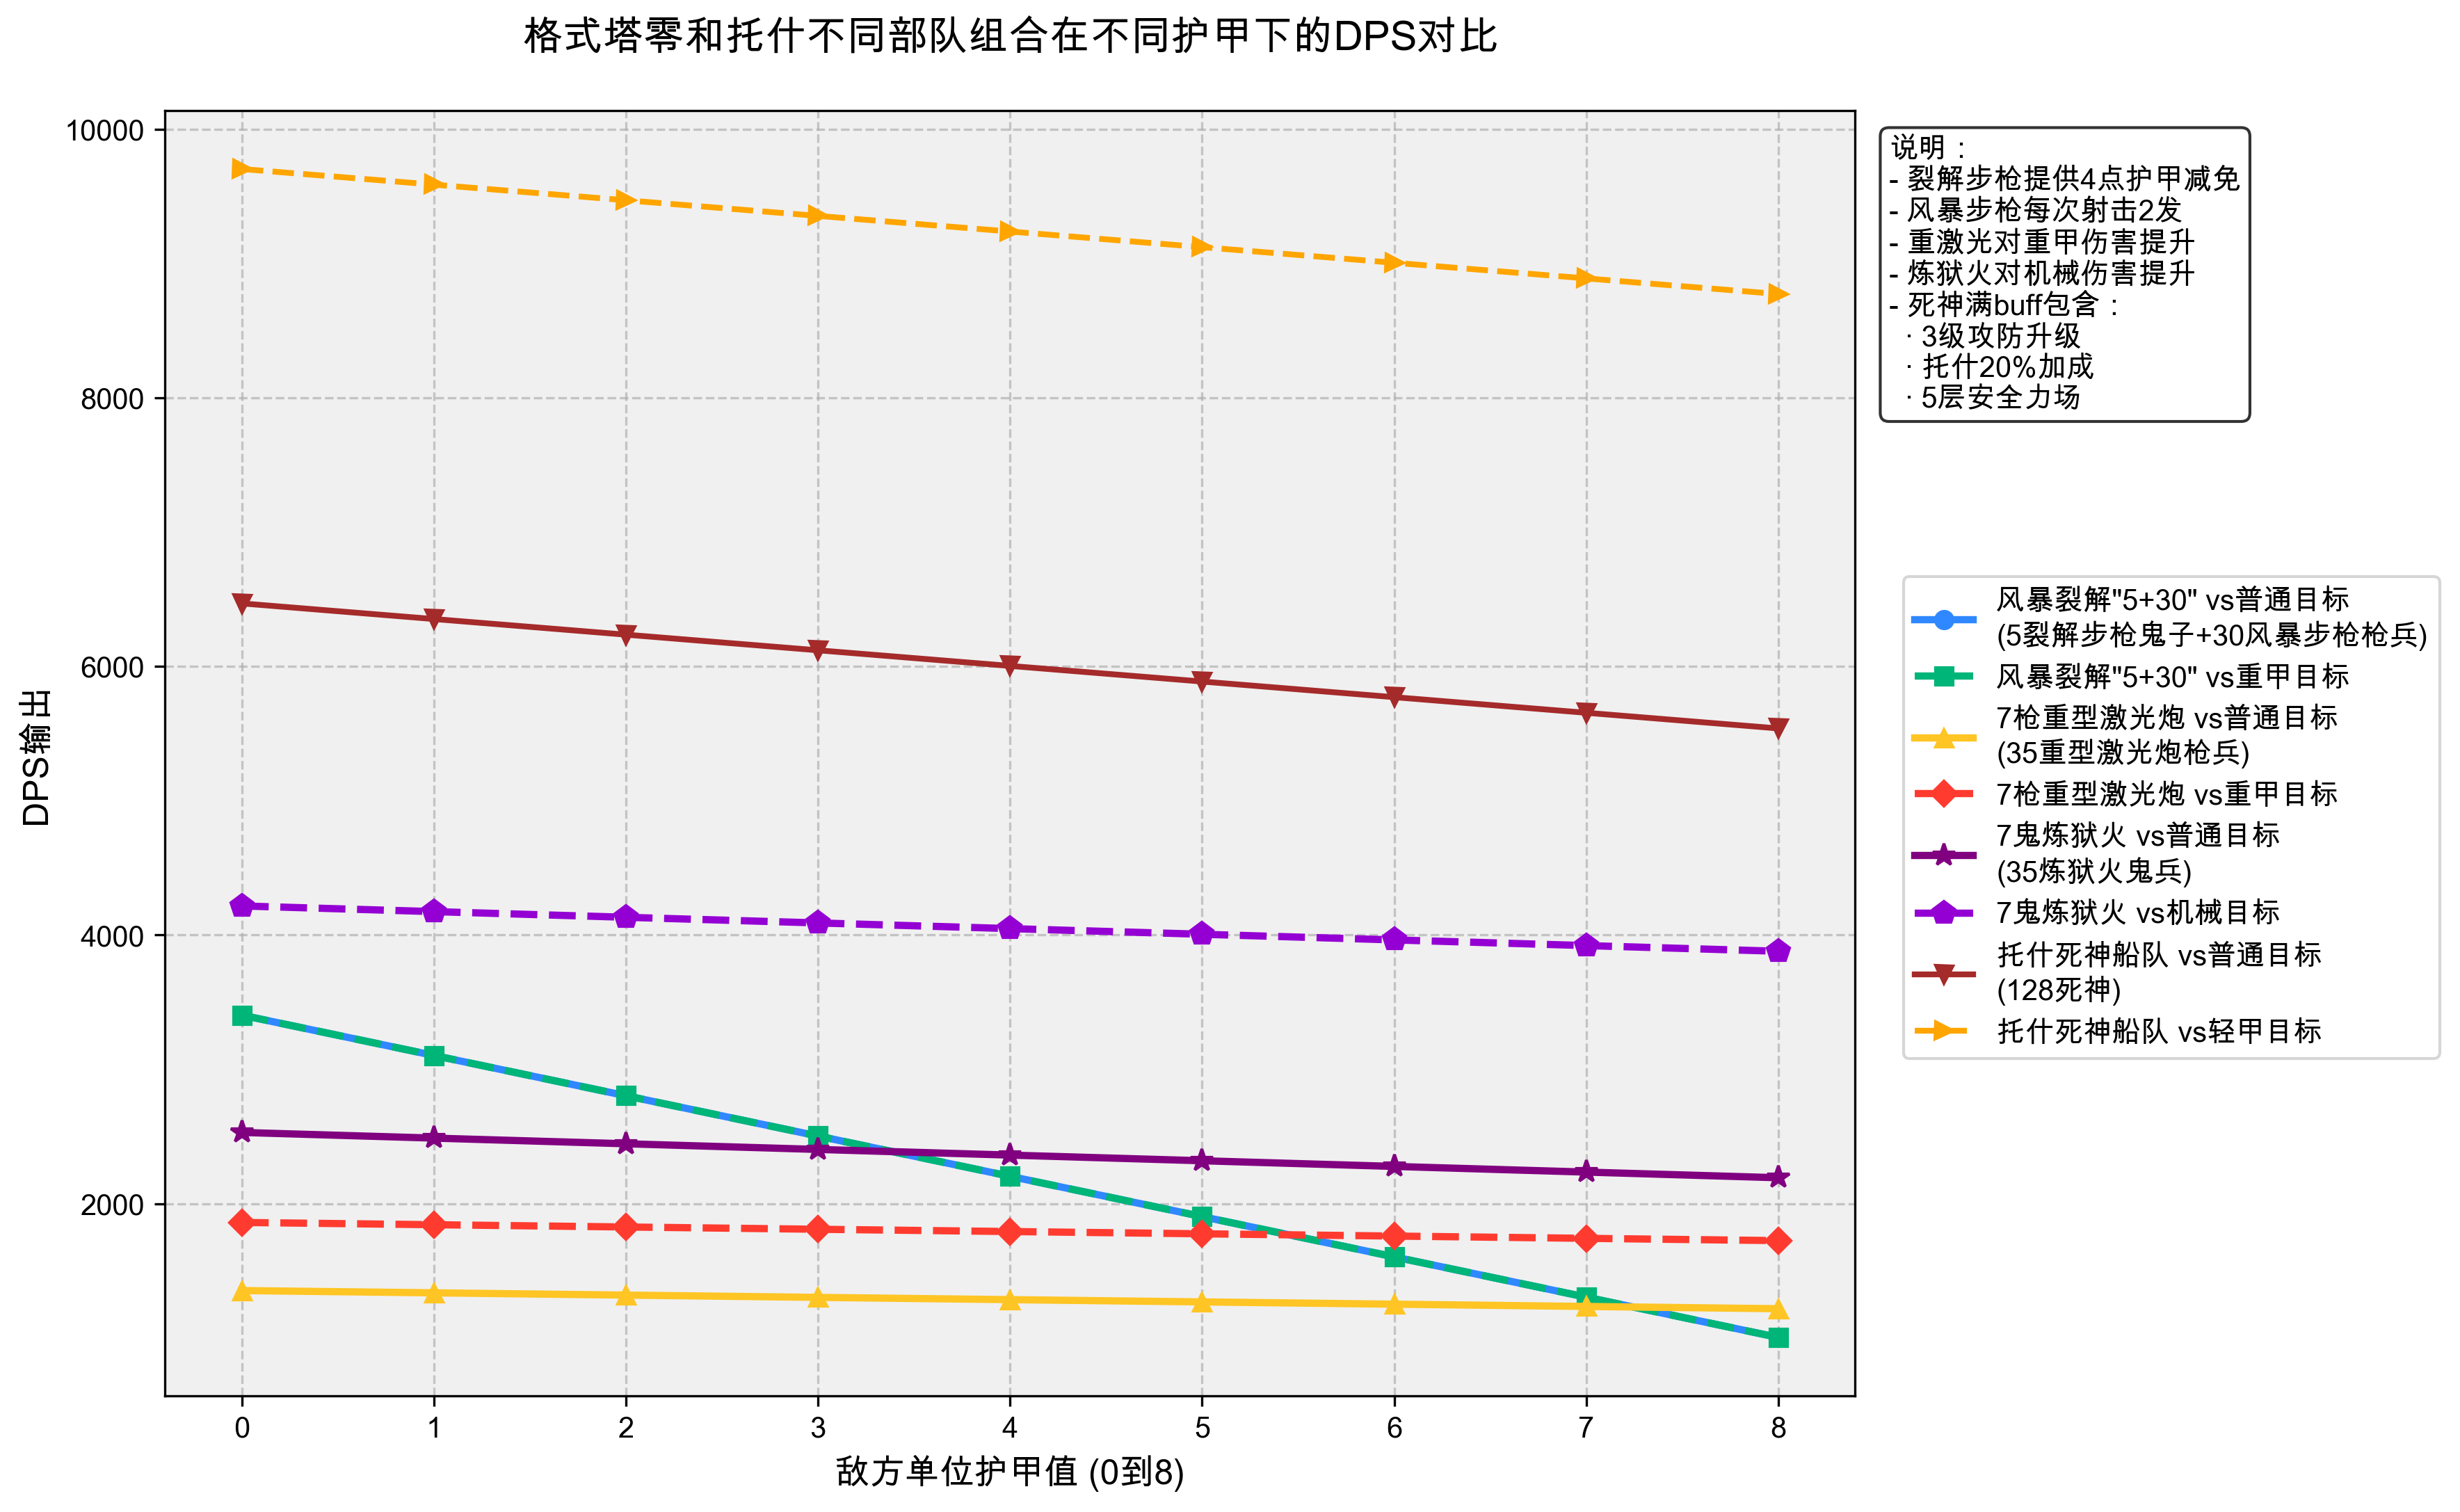 格式塔零和托什不同部队组合在不同护甲下的DPS对比
10000
8000
6000
4000
2000
DPS输出
0 1 2 3 4 5 6 7 8
敌方单位护甲值 (0到8)
说明：
- 裂解步枪提供4点护甲减免
- 风暴步枪每次射击2发
- 重激光对重甲伤害提升
- 炼狱火对机械伤害提升
- 死神满buff包含：
· 3级攻防升级
· 托什20%加成
· 5层安全力场
风暴裂解"5+30" vs普通目标
(5裂解步枪鬼子+30风暴步枪枪兵)
风暴裂解"5+30" vs重甲目标
7枪重型激光炮 vs普通目标
(35重型激光炮枪兵)
7枪重型激光炮 vs重甲目标
7鬼炼狱火 vs普通目标
(35炼狱火鬼兵)
7鬼炼狱火 vs机械目标
托什死神船队 vs普通目标
(128死神)
托什死神船队 vs轻甲目标